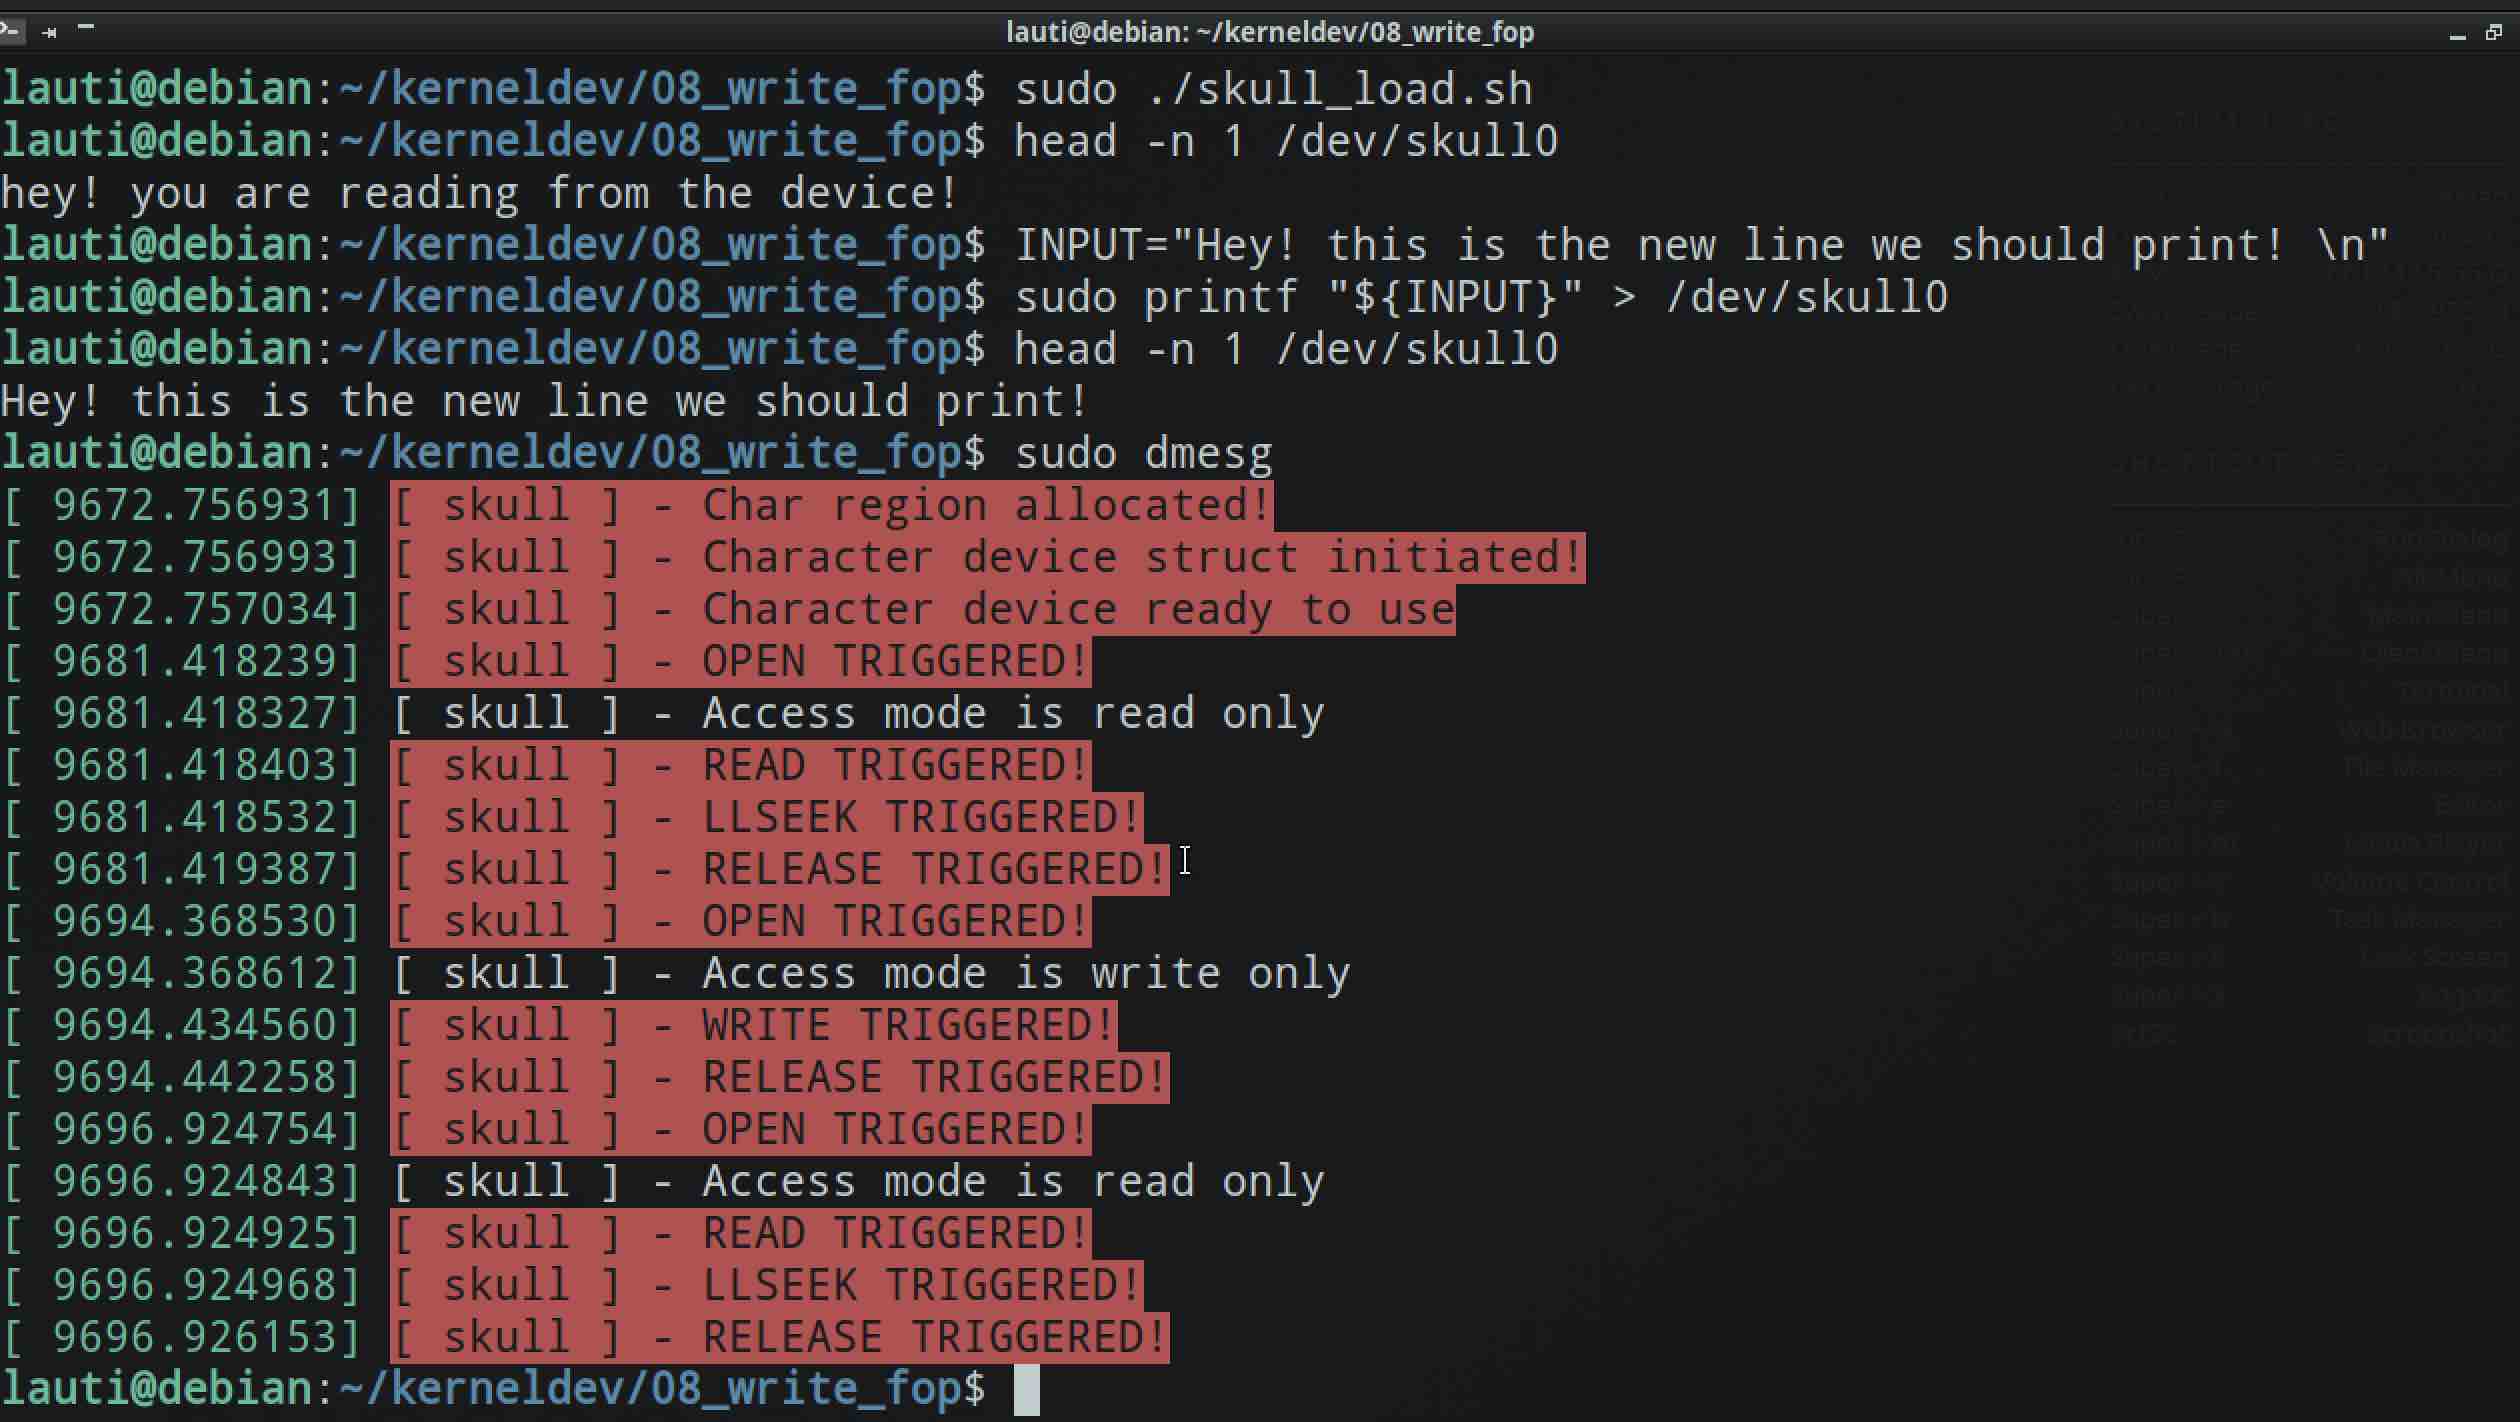 lauti@debian: ~/kerneldev/08_write_fop
lauti@debian:~/kerneldev/08_write_fop$ sudo ./skull_load.sh
lauti@debian:~/kerneldev/08_write_fop$ head -n 1 /dev/skull0
hey! you are reading from the device!
lauti@debian:~/kerneldev/08_write_fop$ INPUT="Hey! this is the new line we should print! \n"
lauti@debian:~/kerneldev/08_write_fop$ sudo printf "${INPUT}" > /dev/skull0
lauti@debian:~/kerneldev/08_write_fop$ head -n 1 /dev/skull0
Hey! this is the new line we should print!
lauti@debian:~/kerneldev/08_write_fop$ sudo dmesg
[ 9672.756931] [ skull ] - Char region allocated!
[ 9672.756993] [ skull ] - Character device struct initiated!
[ 9672.757034] [ skull ] - Character device ready to use
[ 9681.418239] [ skull ] - OPEN TRIGGERED!
[ 9681.418327] [ skull ] - Access mode is read only
[ 9681.418403] [ skull ] - READ TRIGGERED!
[ 9681.418532] [ skull ] - LLSEEK TRIGGERED!
[ 9681.419387] [ skull ] - RELEASE TRIGGERED!
[ 9694.368530] [ skull ] - OPEN TRIGGERED!
[ 9694.368612] [ skull ] - Access mode is write only
[ 9694.434560] [ skull ] - WRITE TRIGGERED!
[ 9694.442258] [ skull ] - RELEASE TRIGGERED!
[ 9696.924754] [ skull ] - OPEN TRIGGERED!
[ 9696.924843] [ skull ] - Access mode is read only
[ 9696.924925] [ skull ] - READ TRIGGERED!
[ 9696.924968] [ skull ] - LLSEEK TRIGGERED!
[ 9696.926153] [ skull ] - RELEASE TRIGGERED!
lauti@debian:~/kerneldev/08_write_fop$